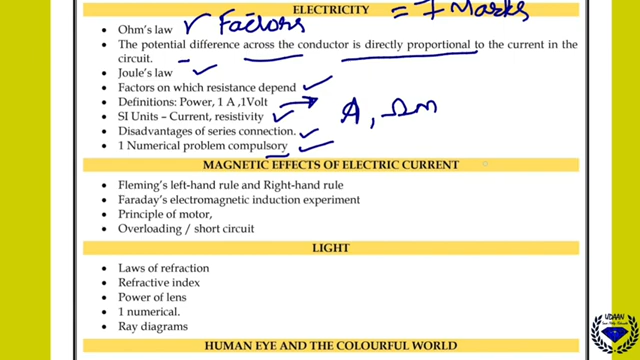 ELECTRICITY = 7 Marks
• Ohm's law ✓ Factors
• The potential difference across the conductor is directly proportional to the current in the
circuit.
• Joule's law ✓
• Factors on which resistance depend ✓
• Definitions: Power, 1 A ,1Volt
• SI Units – Current, resistivity ✓ A, Ωm
• Disadvantages of series connection. ✓
• 1 Numerical problem compulsory ✓
MAGNETIC EFFECTS OF ELECTRIC CURRENT
• Fleming's left-hand rule and Right-hand rule
• Faraday's electromagnetic induction experiment
• Principle of motor,
• Overloading / short circuit
LIGHT
• Laws of refraction
• Refractive index
• Power of lens
• 1 numerical.
• Ray diagrams
HUMAN EYE AND THE COLOURFUL WORLD
UDAAN